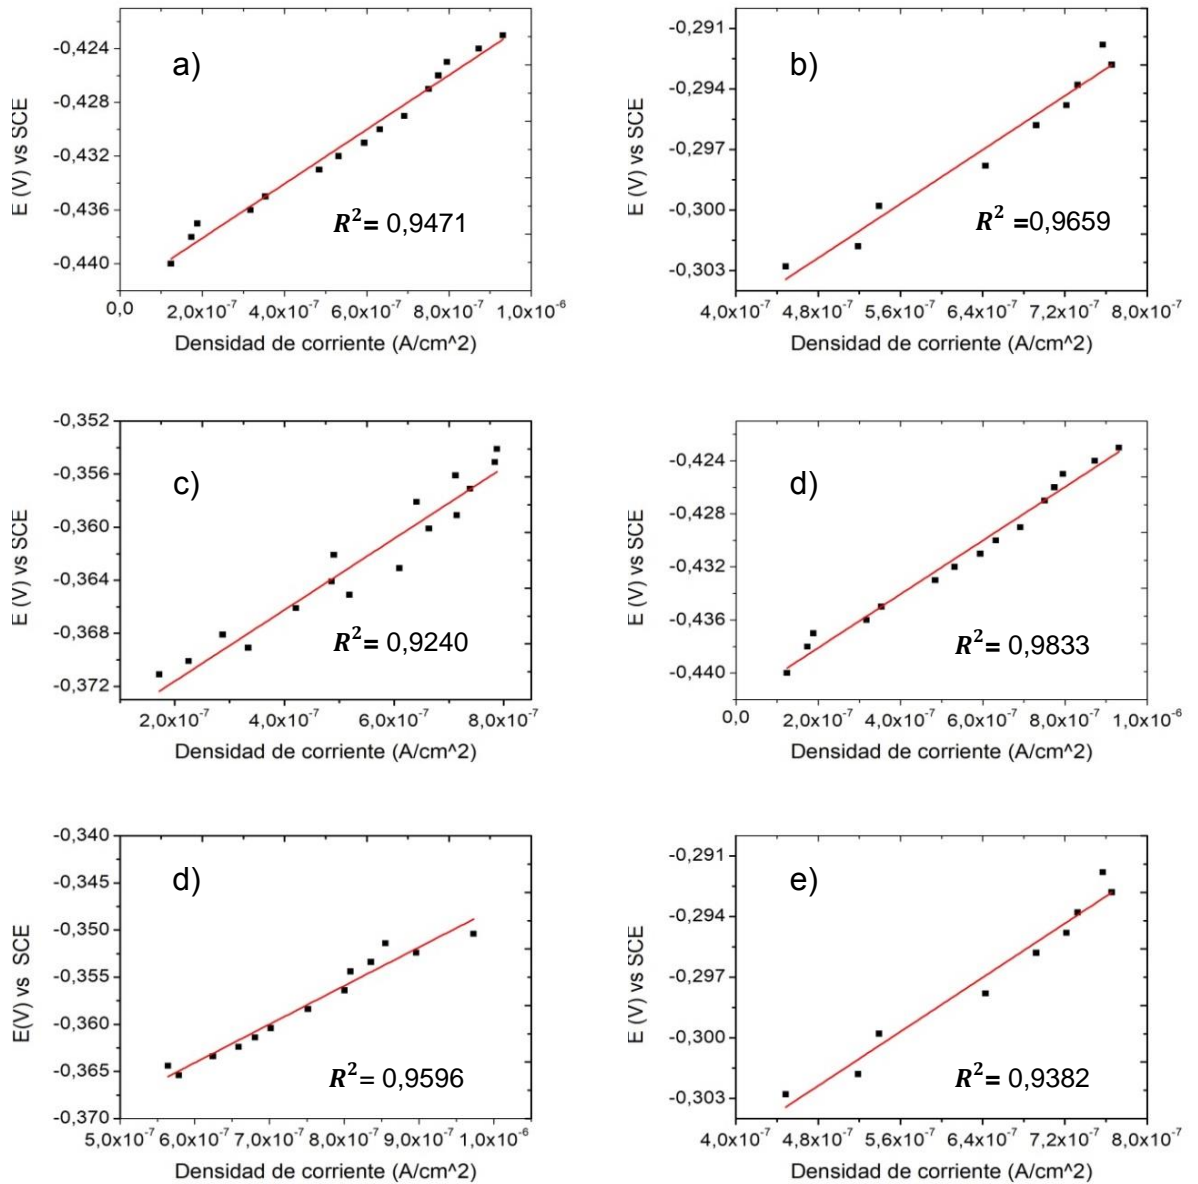 -0,424
-0,428
-0,432
-0,436
-0,440
E (V) vs SCE
a)
R²= 0,9471
0,0 2,0x10⁻⁷ 4,0x10⁻⁷ 6,0x10⁻⁷ 8,0x10⁻⁷ 1,0x10⁻⁶
Densidad de corriente (A/cm^2)
-0,291
-0,294
-0,297
-0,300
-0,303
E (V) vs SCE
b)
R² =0,9659
4,0x10⁻⁷ 4,8x10⁻⁷ 5,6x10⁻⁷ 6,4x10⁻⁷ 7,2x10⁻⁷ 8,0x10⁻⁷
Densidad de corriente (A/cm^2)
-0,352
-0,356
-0,360
-0,364
-0,368
-0,372
E (V) vs SCE
c)
R²= 0,9240
2,0x10⁻⁷ 4,0x10⁻⁷ 6,0x10⁻⁷ 8,0x10⁻⁷
Densidad de corriente (A/cm^2)
-0,424
-0,428
-0,432
-0,436
-0,440
E (V) vs SCE
d)
R²= 0,9833
0,0 2,0x10⁻⁷ 4,0x10⁻⁷ 6,0x10⁻⁷ 8,0x10⁻⁷ 1,0x10⁻⁶
Densidad de corriente (A/cm^2)
-0,340
-0,345
-0,350
-0,355
-0,360
-0,365
-0,370
E(V) vs SCE
d)
R²= 0,9596
5,0x10⁻⁷ 6,0x10⁻⁷ 7,0x10⁻⁷ 8,0x10⁻⁷ 9,0x10⁻⁷ 1,0x10⁻⁶
Densidad de corriente (A/cm^2)
-0,291
-0,294
-0,297
-0,300
-0,303
E (V) vs SCE
e)
R²= 0,9382
4,0x10⁻⁷ 4,8x10⁻⁷ 5,6x10⁻⁷ 6,4x10⁻⁷ 7,2x10⁻⁷ 8,0x10⁻⁷
Densidad de corriente (A/cm^2)